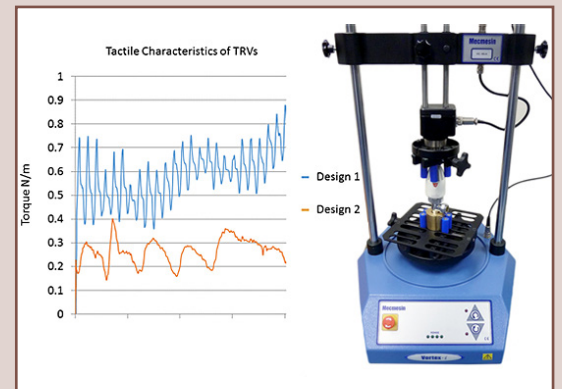 Tactile Characteristics of TRVs
Torque N/m
1
0.9
0.8
0.7
0.6
0.5
0.4
0.3
0.2
0.1
0
Design 1
Design 2
Mecmesin
Mecmesin
Vortex-i